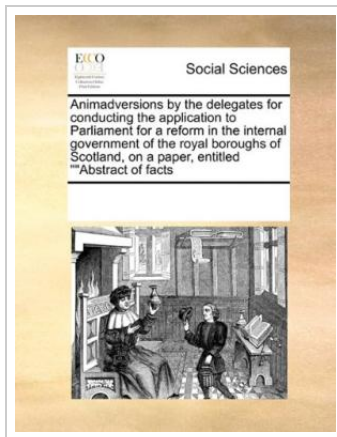 ECCO
Social Sciences
Animadversions by the delegates for
conducting the application to
Parliament for a reform in the internal
government of the royal boroughs of
Scotland, on a paper, entitled
""Abstract of facts